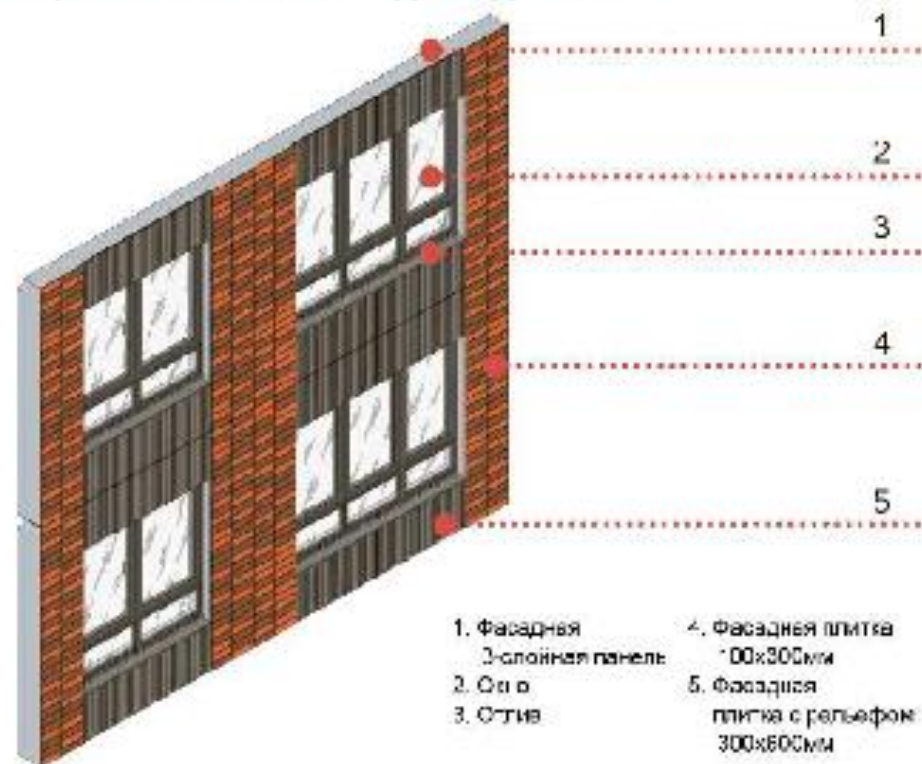 1
2
3
4
5
1. Фасадная
3-слойная панель
2. Окно
3. Отлив
4. Фасадная плитка
100х300мм
5. Фасадная
плитка с рельефом
300х600мм